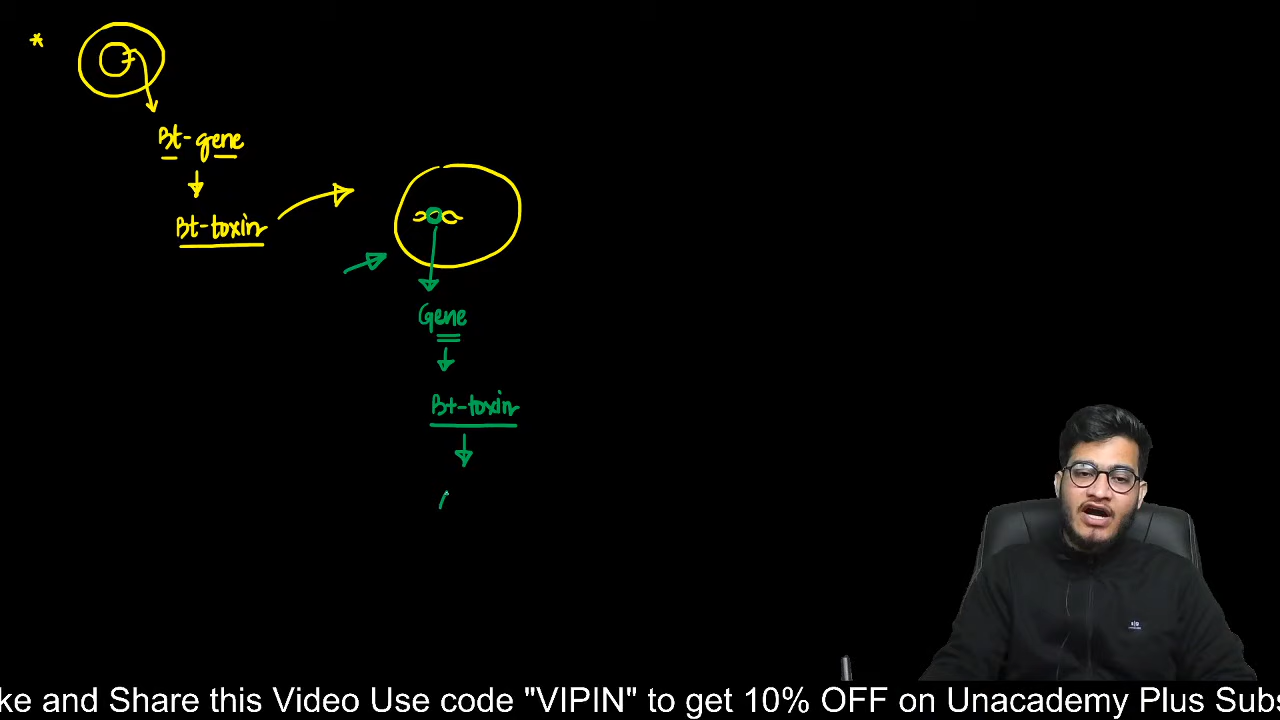 *
Bt-gene
Bt-toxin
Gene
Bt-toxin
ke and Share this Video Use code "VIPIN" to get 10% OFF on Unacademy Plus Subs